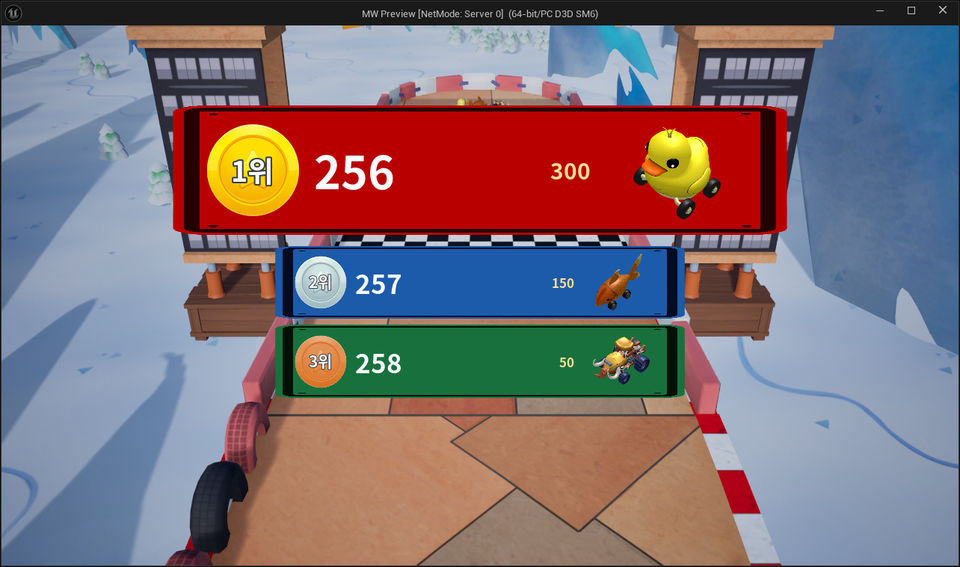 MW Preview [NetMode: Server 0] (64-bit/PC D3D SM6)
1위 256 300
2위 257 150
3위 258 50